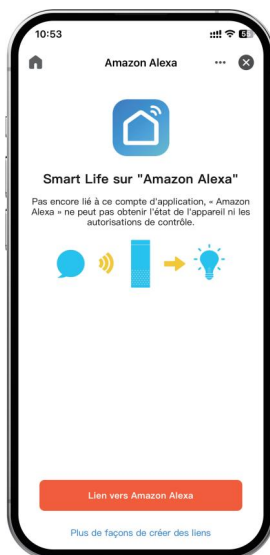 10:53
Amazon Alexa
Smart Life sur "Amazon Alexa"
Pas encore lié à ce compte d'application, « Amazon
Alexa » ne peut pas obtenir l'état de l'appareil ni les
autorisations de contrôle.
Lien vers Amazon Alexa
Plus de façons de créer des liens